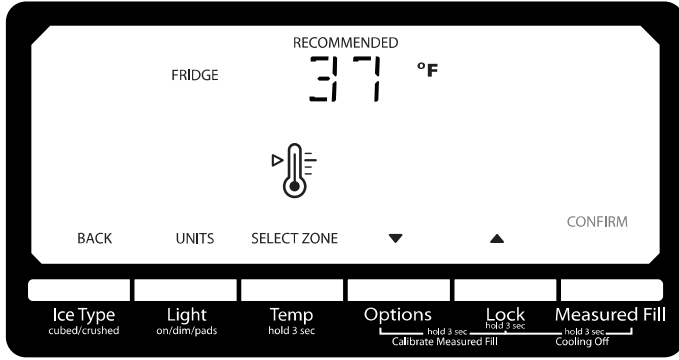 RECOMMENDED
FRIDGE 37 °F
CONFIRM
BACK UNITS SELECT ZONE
Ice Type Light Temp Options Lock Measured Fill
cubed/crushed on/dim/pads hold 3 sec hold 3 sec hold 3 sec hold 3 sec
Calibrate Measured Fill Cooling Off